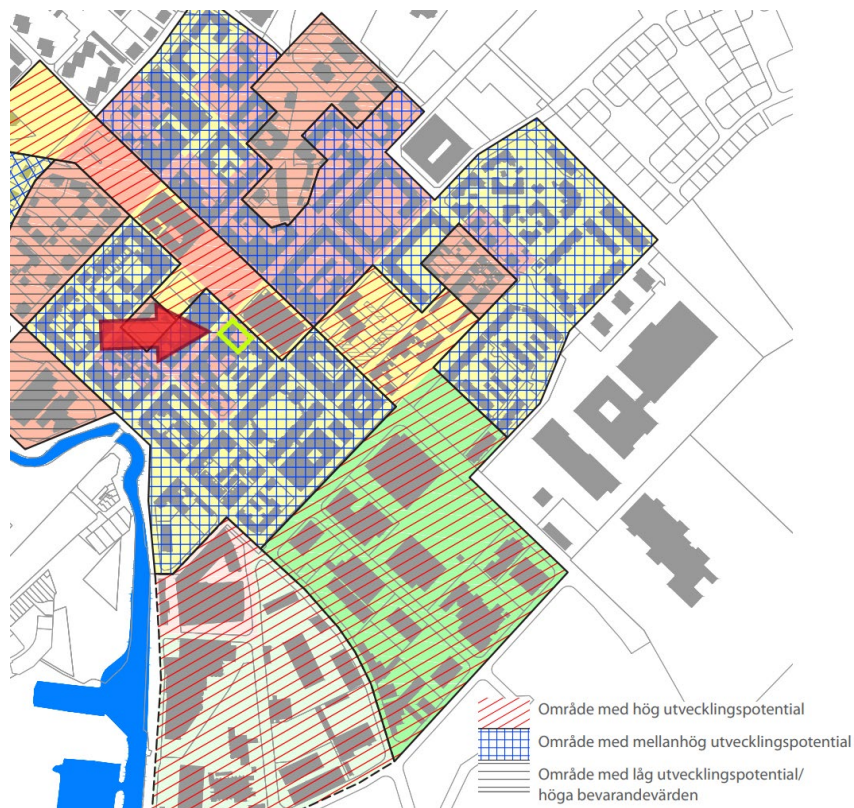 Område med hög utvecklingspotential
Område med mellanhög utvecklingspotential
Område med låg utvecklingspotential/
höga bevarandevärden